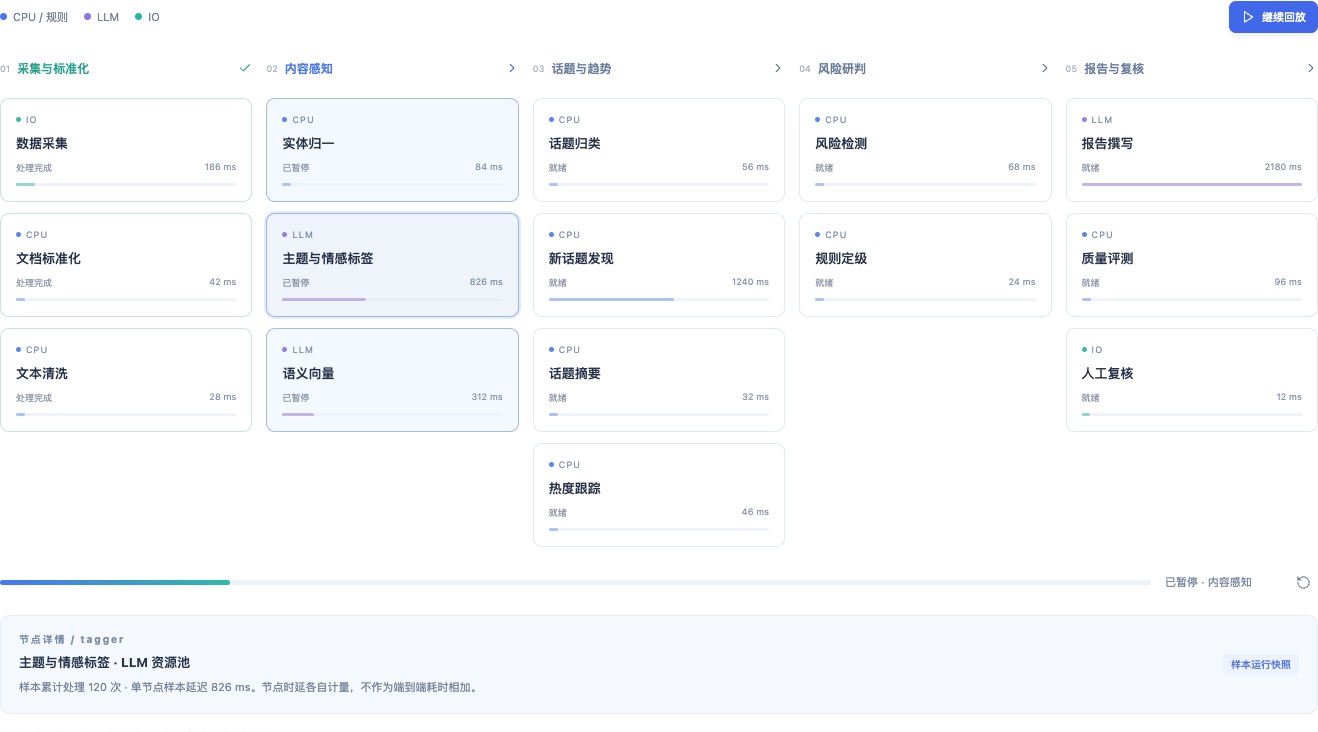 CPU / 规则 LLM IO
继续回放
01 采集与标准化
02 内容感知
03 话题与趋势
04 风险研判
05 报告与复核
IO
数据采集
处理完成 186 ms
CPU
文档标准化
处理完成 42 ms
CPU
文本清洗
处理完成 28 ms
CPU
实体归一
已暂停 84 ms
LLM
主题与情感标签
已暂停 826 ms
LLM
语义向量
已暂停 312 ms
CPU
话题归类
就绪 56 ms
CPU
新话题发现
就绪 1240 ms
CPU
话题摘要
就绪 32 ms
CPU
热度跟踪
就绪 46 ms
CPU
风险检测
就绪 68 ms
CPU
规则定级
就绪 24 ms
LLM
报告撰写
就绪 2180 ms
CPU
质量评测
就绪 96 ms
IO
人工复核
就绪 12 ms
已暂停 · 内容感知
节点详情 / tagger
主题与情感标签 · LLM 资源池
样本运行快照
样本累计处理 120 次 · 单节点样本延迟 826 ms。节点时延各自计量，不作为端到端耗时相加。